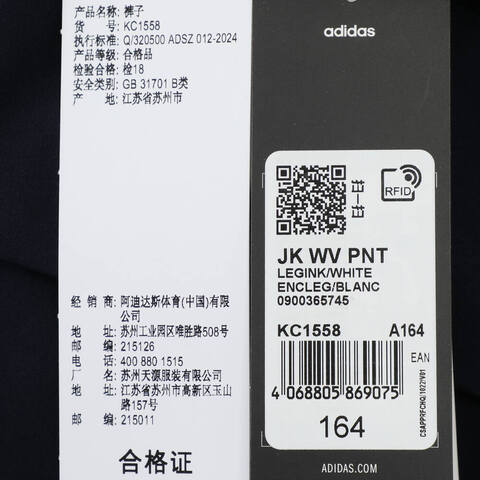 产品名称: 裤子
货 号: KC1558
执行标准: Q/320500 ADSZ 012-2024
产品等级: 合格品
检验合格: 检18
安全类别: GB 31701 B类
产 地: 江苏省苏州市
经 销 商: 阿迪达斯体育(中国)有限
公司
地 址: 苏州工业园区唯胜路508号
邮 编: 215126
电 话: 400 880 1515
厂 名: 苏州天源服装有限公司
地 址: 江苏省苏州市高新区玉山
路157号
邮 编: 215011
合格证
adidas
RFID
JK WV PNT
LEGINK/WHITE
ENCLEG/BLANC
0900365745
KC1558 A164
EAN
4 068805 869075
CSAPPRFCHQ/1022/V01
164
ADIDAS.COM